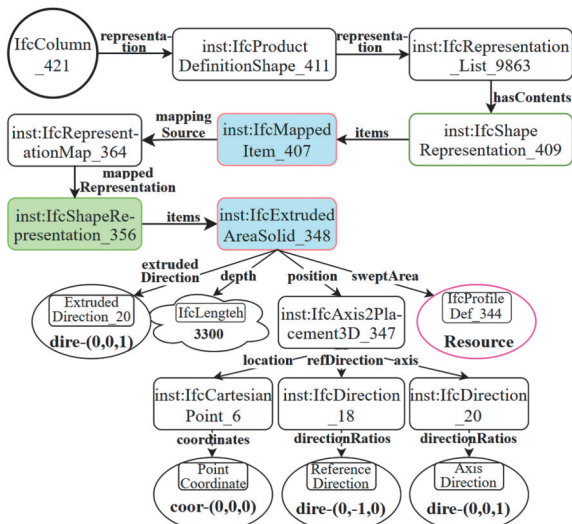 IfcColumn
_421
representa-
tion
inst:IfcProduct
DefinitionShape_411
representa-
tion
inst:IfcRepresentation
_List_9863
hasContents
inst:IfcRepresent-
ationMap_364
mapping
Source
inst:IfcMapped
Item_407
items
inst:IfcShape
Representation_409
mapped
Representation
inst:IfcShapeRe-
presentation_356
items
inst:IfcExtruded
AreaSolid_348
extruded
Direction
depth
position
sweptArea
Extruded
Direction_20
dire-(0,0,1)
IfcLengteh
3300
inst:IfcAxis2Pla-
cement3D_347
IfcProfile
Def_344
Resource
location
refDirection
axis
inst:IfcCartesian
Point_6
inst:IfcDirection
_18
inst:IfcDirection
_20
coordinates
directionRatios
directionRatios
Point
Coordinate
coor-(0,0,0)
Reference
Direction
dire-(0,-1,0)
Axis
Direction
dire-(0,0,1)